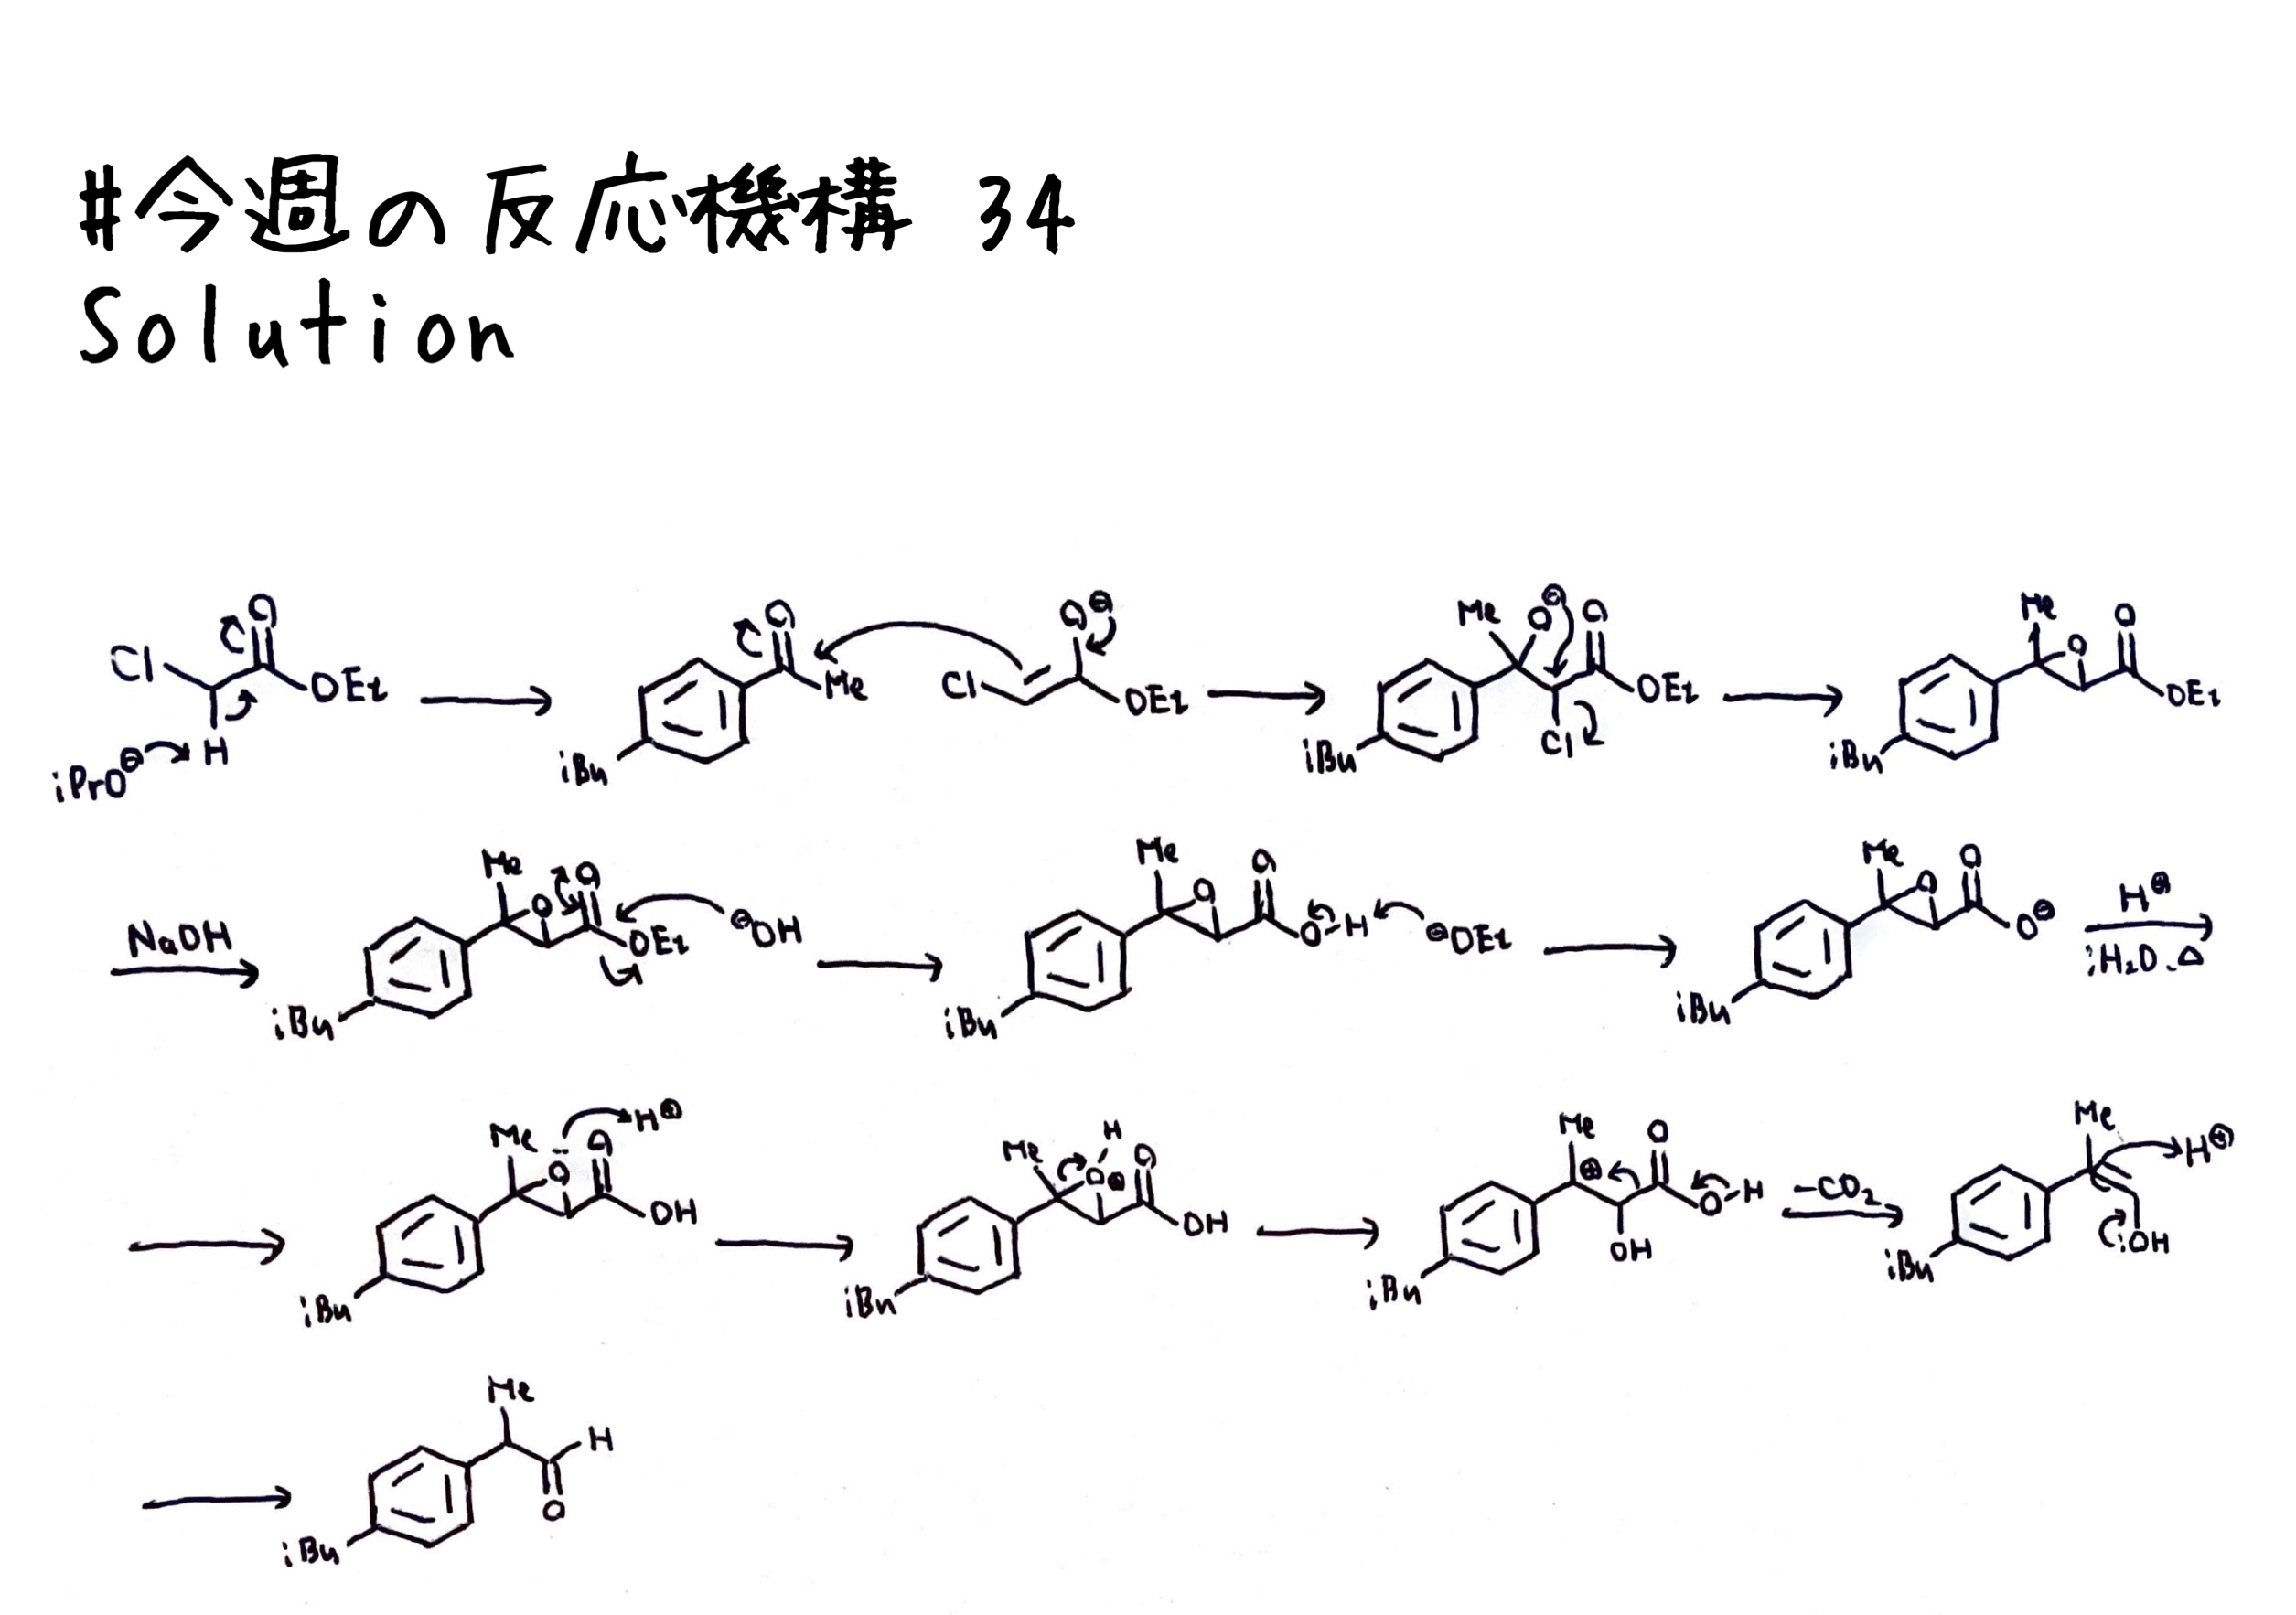 #今週の反応機構 34
Solution
Cl O OEt H iPrO⊖
O Me iBu
Cl O⊖ OEt
Me O⊖ O OEt Cl iBu
Me O O OEt iBu
NaOH
Me O O OEt ⊖OH iBu
Me O O O-H ⊖OEt iBu
Me O O O⊖ iBu
H⊕
;H₂O.△
Me O H⊕ O OH iBu
Me H O⊕ O OH iBu
Me ⊕ O O-H OH iBu
-CO₂
Me H⊕ :OH iBu
Me H O iBu